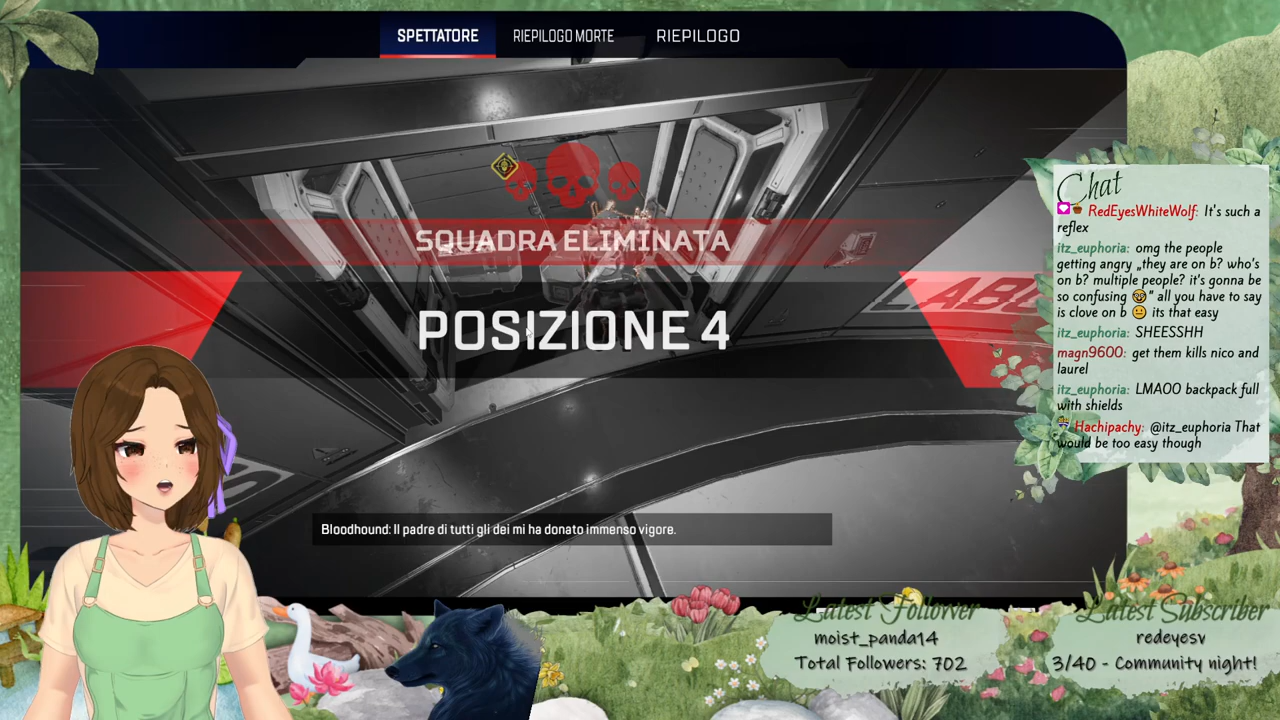 SPETTATORE
RIEPILOGO MORTE
RIEPILOGO
SQUADRA ELIMINATA
POSIZIONE 4
LABO
S
Bloodhound: Il padre di tutti gli dei mi ha donato immenso vigore.
Chat
RedEyesWhiteWolf: It's such a
reflex
itz_euphoria: omg the people
getting angry „they are on b? who's
on b? multiple people? it's gonna be
so confusing 🤓" all you have to say
is clove on b 😐 its that easy
itz_euphoria: SHEESSHH
magn9600: get them kills nico and
laurel
itz_euphoria: LMAOO backpack full
with shields
Hachipachy: @itz_euphoria That
would be too easy though
Latest Follower
moist_panda14
Total Followers: 702
Latest Subscriber
redeyesv
3/40 - Community night!